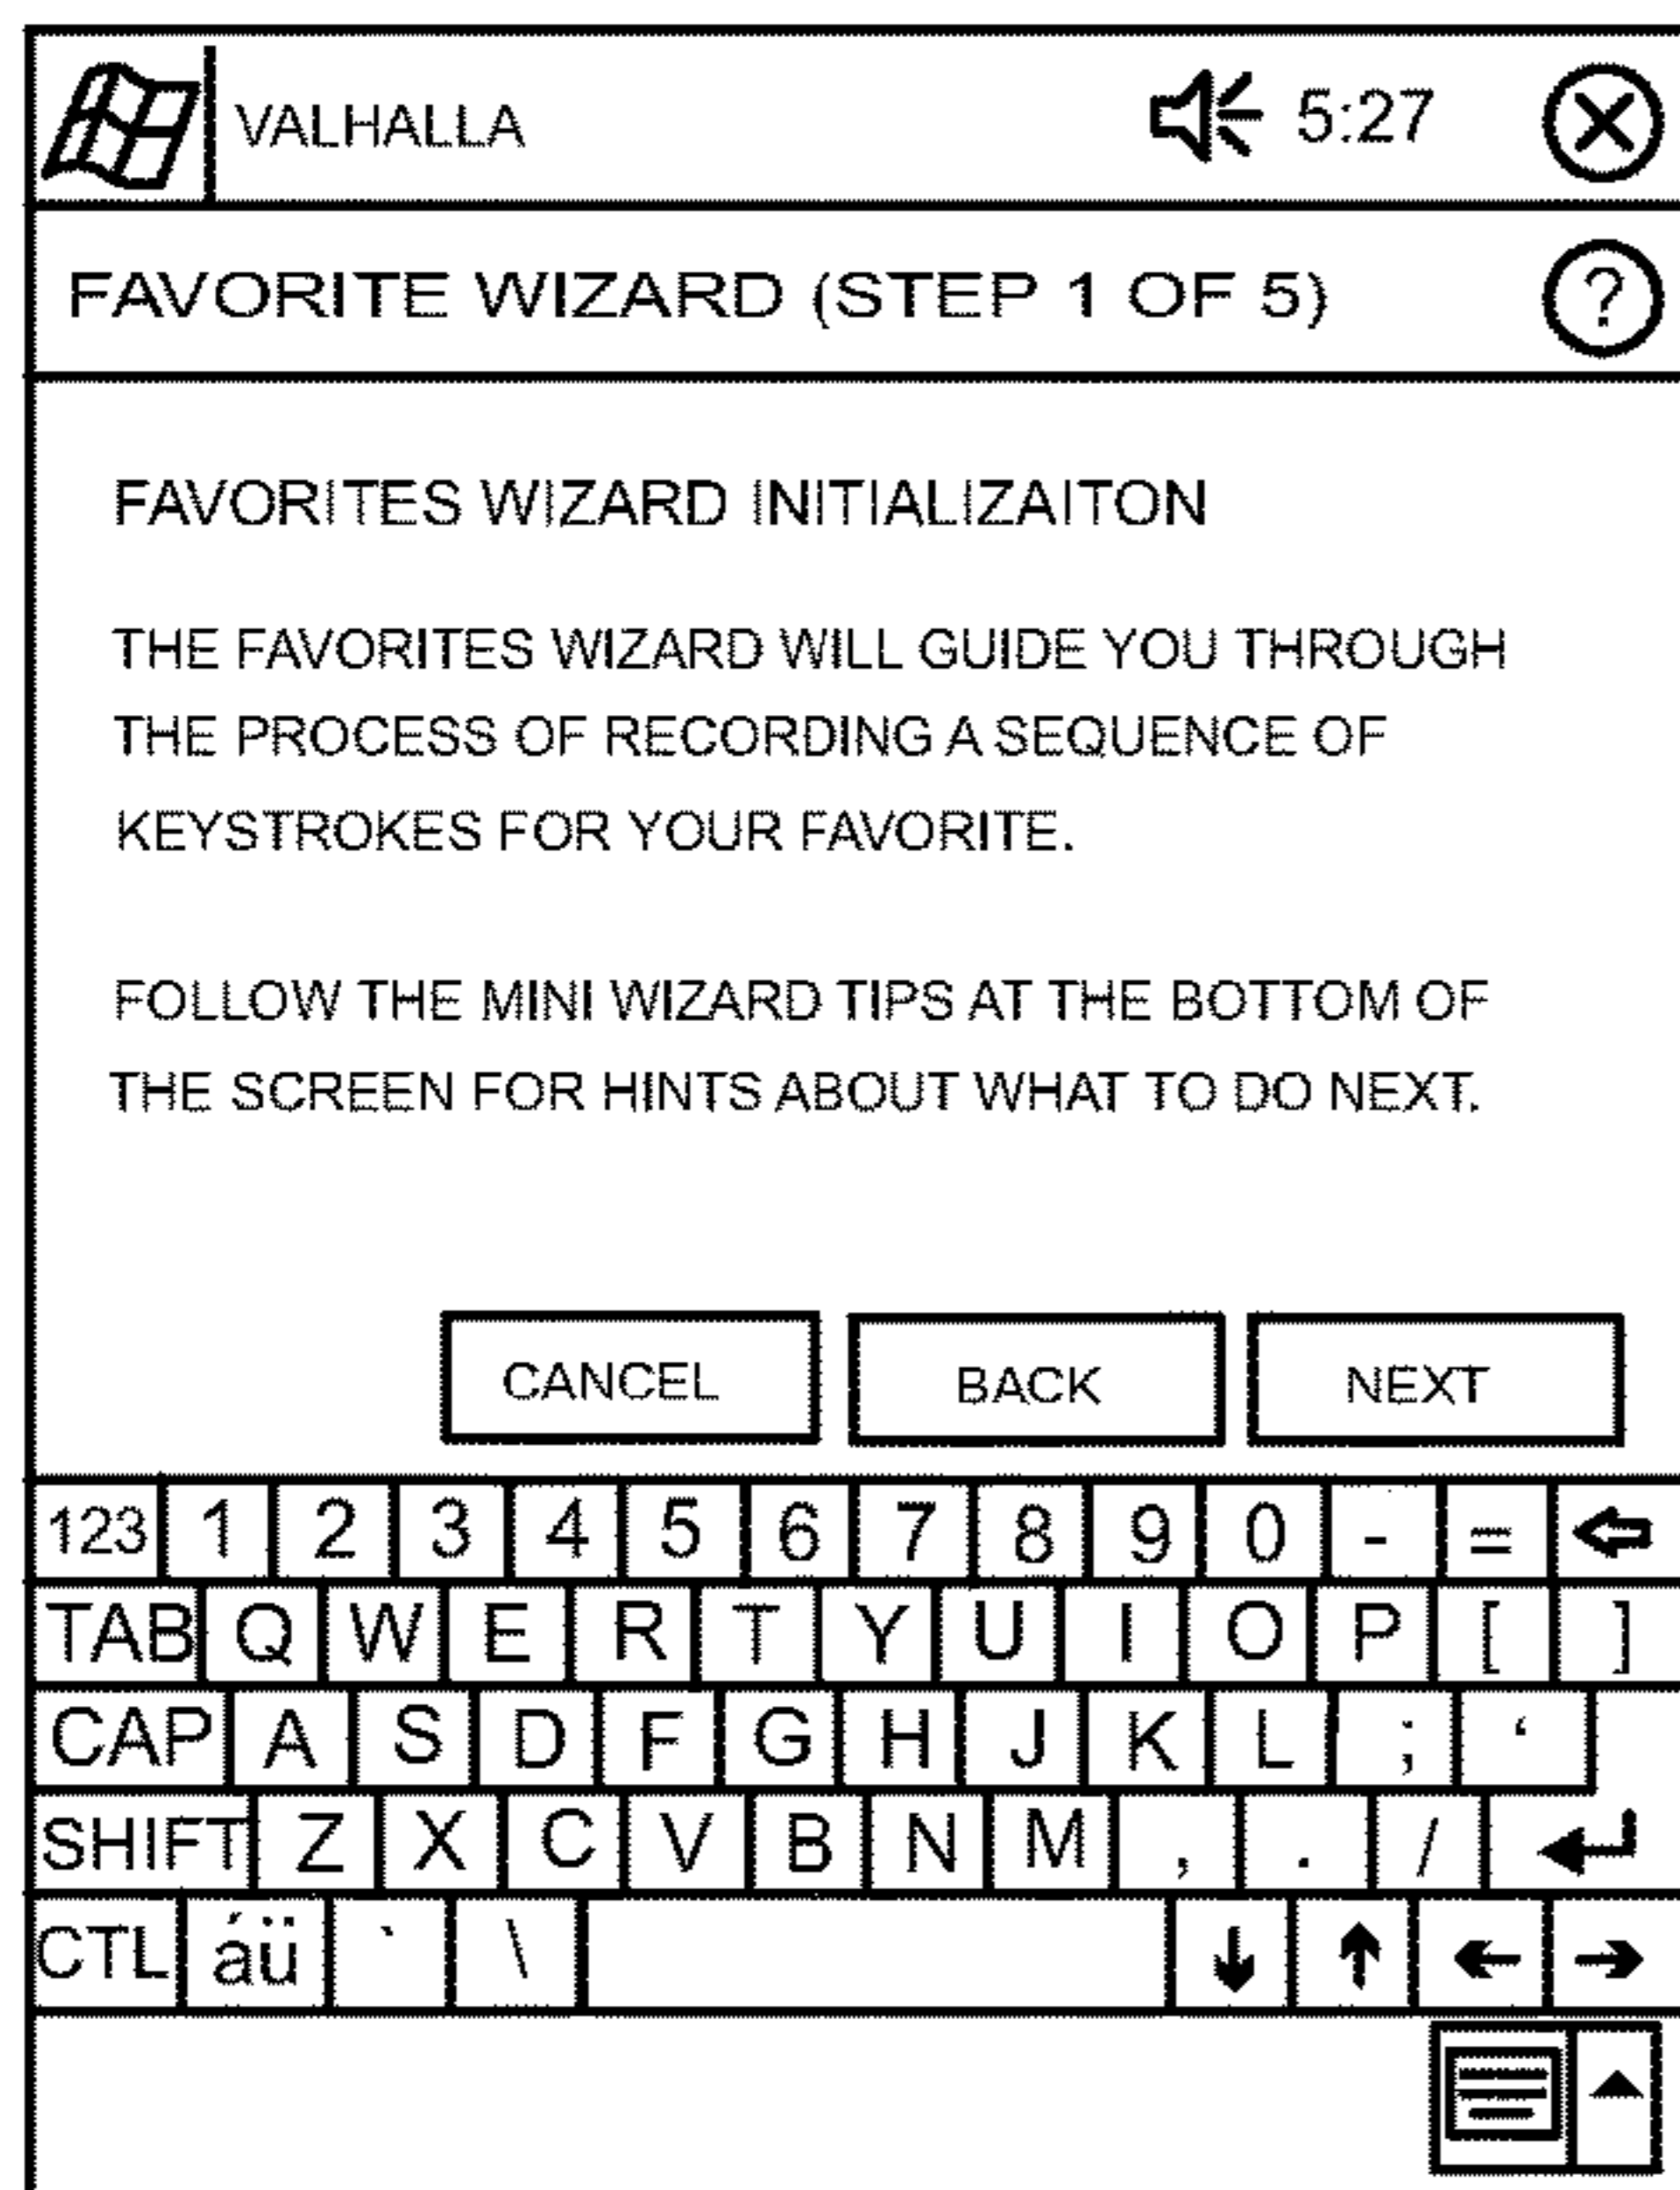 VALHALLA 5:27
FAVORITE WIZARD (STEP 1 OF 5) ?
FAVORITES WIZARD INITIALIZAITON
THE FAVORITES WIZARD WILL GUIDE YOU THROUGH
THE PROCESS OF RECORDING A SEQUENCE OF
KEYSTROKES FOR YOUR FAVORITE.
FOLLOW THE MINI WIZARD TIPS AT THE BOTTOM OF
THE SCREEN FOR HINTS ABOUT WHAT TO DO NEXT.
CANCEL BACK NEXT
123 1 2 3 4 5 6 7 8 9 0 - =
TAB Q W E R T Y U I O P [ ]
CAP A S D F G H J K L ; ‘
SHIFT Z X C V B N M , . /
CTL áü ` \